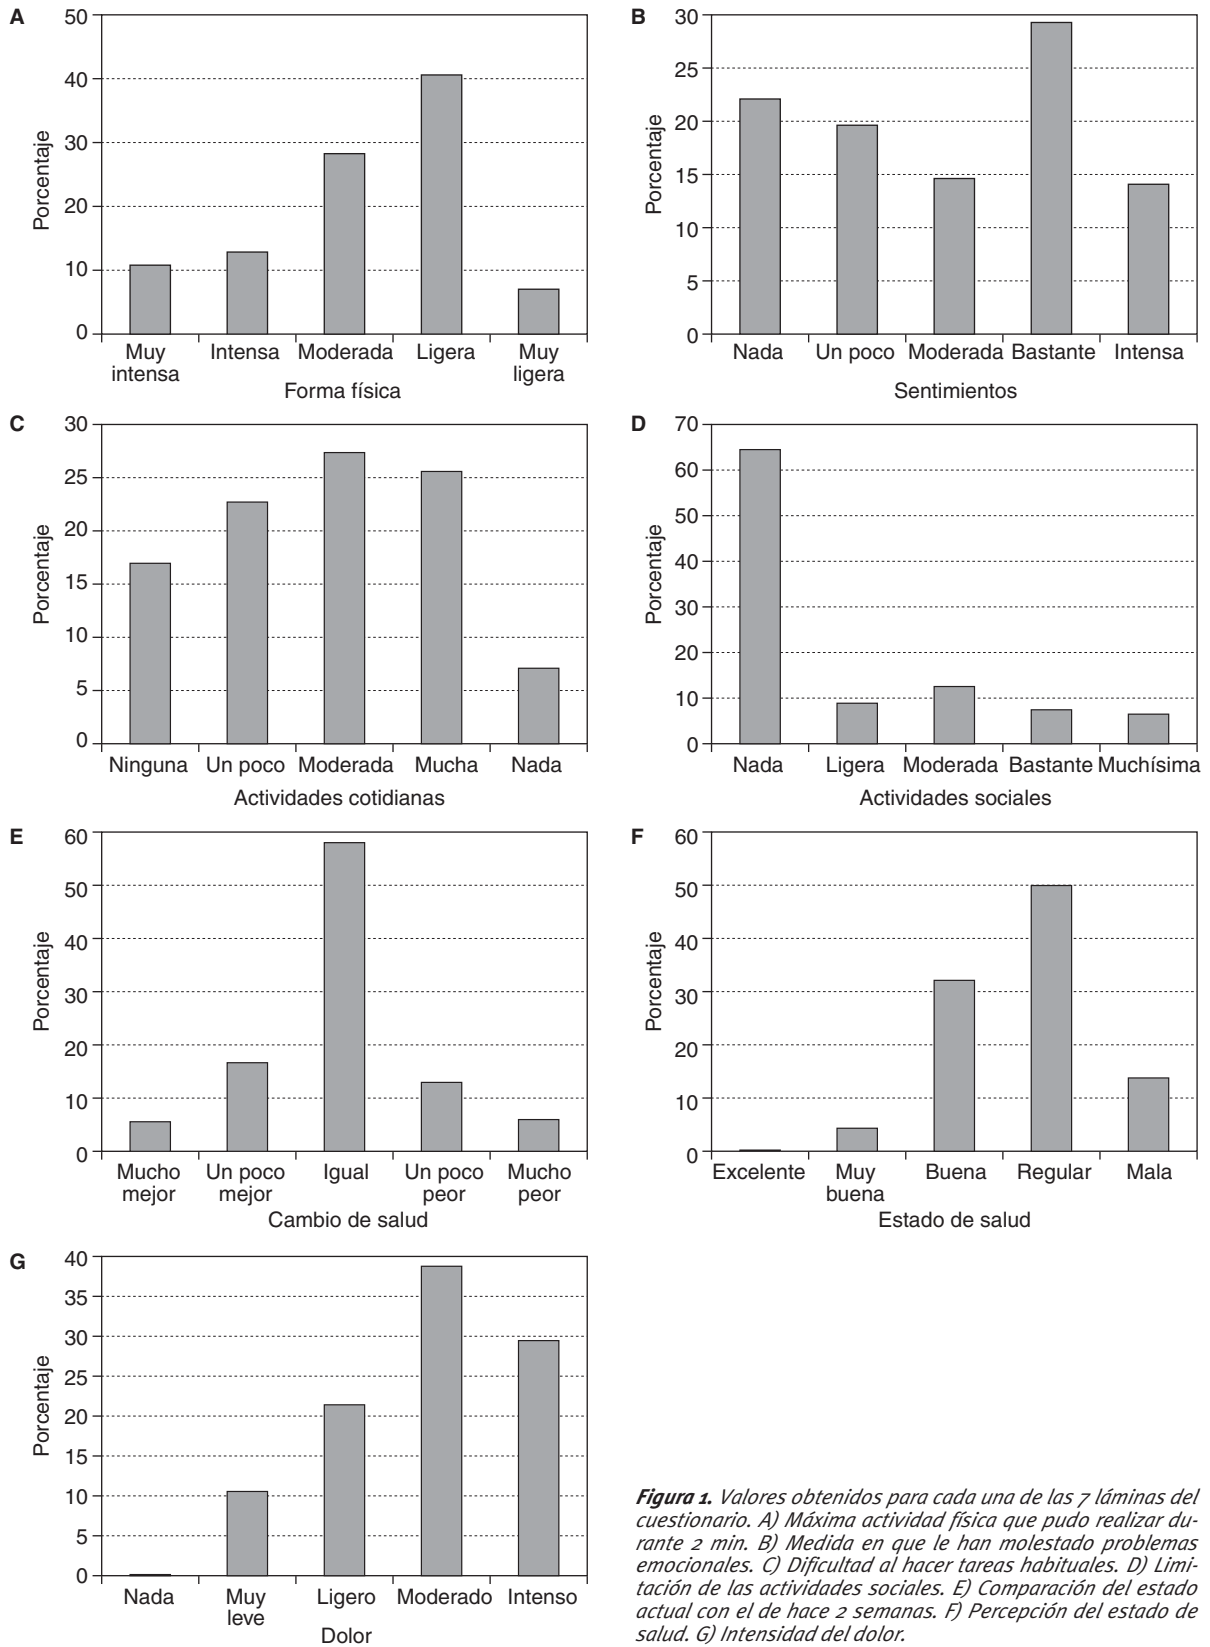 A
50
40
30
20
10
0
Porcentaje
Muy intensa
Intensa
Moderada
Ligera
Muy ligera
Forma física
B
30
25
20
15
10
5
0
Porcentaje
Nada
Un poco
Moderada
Bastante
Intensa
Sentimientos
C
30
25
20
15
10
5
0
Porcentaje
Ninguna
Un poco
Moderada
Mucha
Nada
Actividades cotidianas
D
70
60
50
40
30
20
10
0
Porcentaje
Nada
Ligera
Moderada
Bastante
Muchísima
Actividades sociales
E
60
50
40
30
20
10
0
Porcentaje
Mucho mejor
Un poco mejor
Igual
Un poco peor
Mucho peor
Cambio de salud
F
60
50
40
30
20
10
0
Porcentaje
Excelente
Muy buena
Buena
Regular
Mala
Estado de salud
G
40
35
30
25
20
15
10
5
0
Porcentaje
Nada
Muy leve
Ligero
Moderado
Intenso
Dolor
Figura 1. Valores obtenidos para cada una de las 7 láminas del
cuestionario. A) Máxima actividad física que pudo realizar du-
rante 2 min. B) Medida en que le han molestado problemas
emocionales. C) Dificultad al hacer tareas habituales. D) Limi-
tación de las actividades sociales. E) Comparación del estado
actual con el de hace 2 semanas. F) Percepción del estado de
salud. G) Intensidad del dolor.